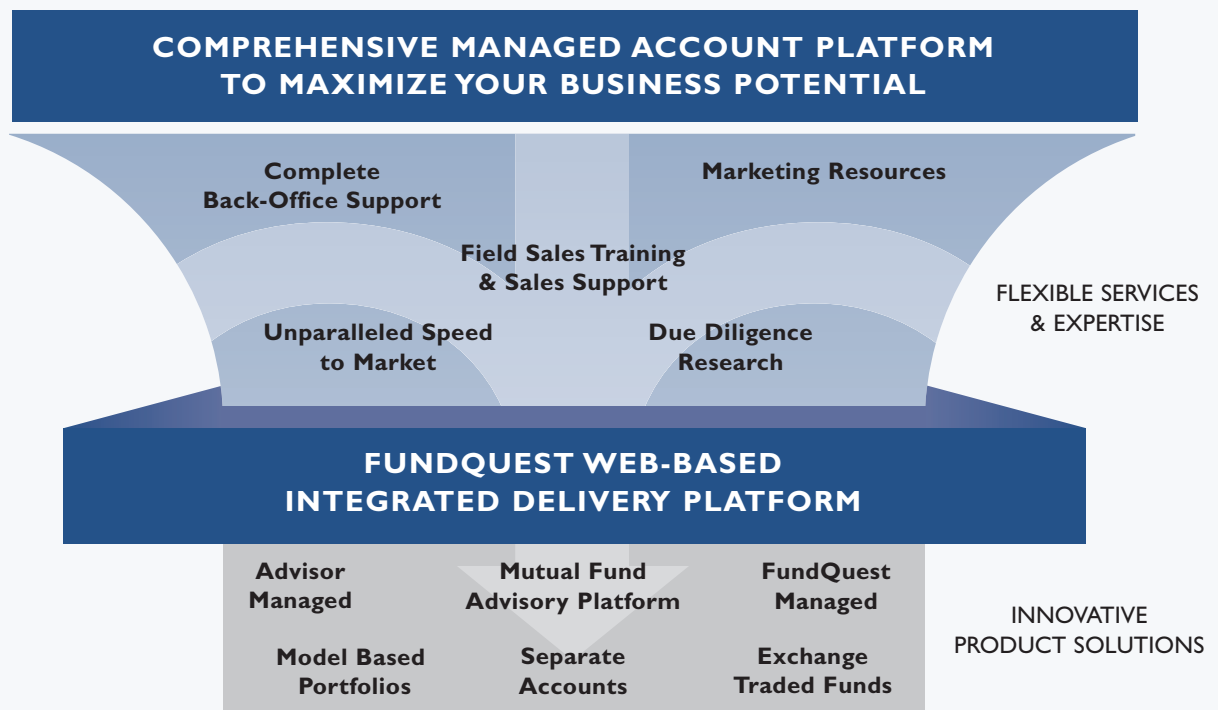 COMPREHENSIVE MANAGED ACCOUNT PLATFORM
TO MAXIMIZE YOUR BUSINESS POTENTIAL
Complete
Back-Office Support
Marketing Resources
Field Sales Training
& Sales Support
Unparalleled Speed
to Market
Due Diligence
Research
FLEXIBLE SERVICES
& EXPERTISE
FUNDQUEST WEB-BASED
INTEGRATED DELIVERY PLATFORM
Advisor
Managed
Mutual Fund
Advisory Platform
FundQuest
Managed
Model Based
Portfolios
Separate
Accounts
Exchange
Traded Funds
INNOVATIVE
PRODUCT SOLUTIONS